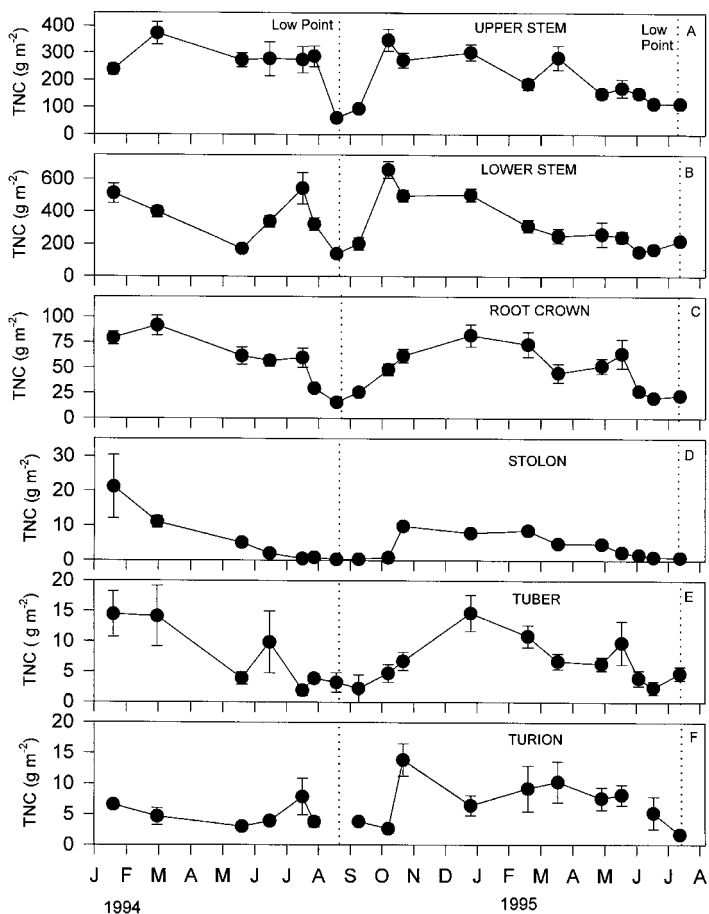 Low Point UPPER STEM Low Point A
TNC (g m⁻²)
400
300
200
100
0
LOWER STEM B
TNC (g m⁻²)
600
400
200
0
ROOT CROWN C
TNC (g m⁻²)
100
75
50
25
0
STOLON D
TNC (g m⁻²)
30
20
10
0
TUBER E
TNC ( g m⁻²)
20
15
10
5
0
TURION F
TNC (g m⁻²)
20
15
10
5
0
J F M A M J J A S O N D J F M A M J J A
1994 1995